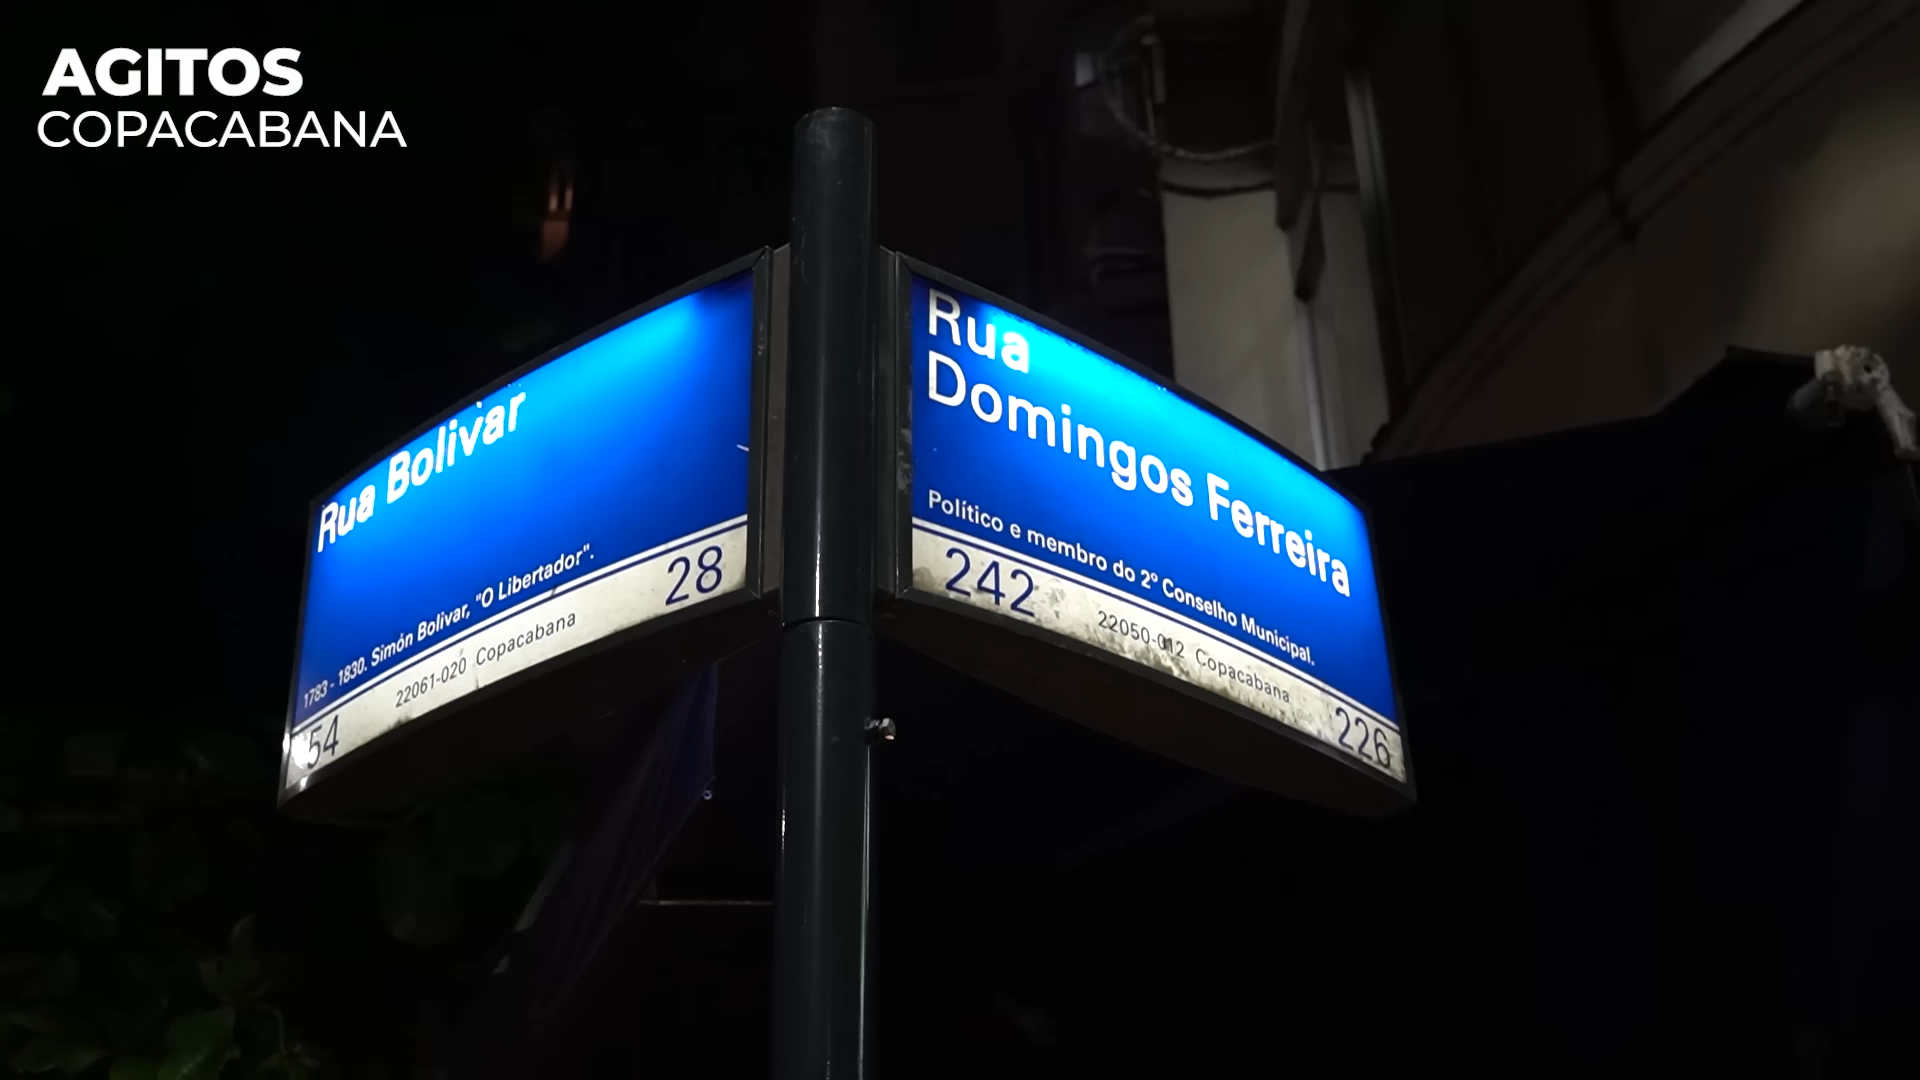 AGITOS
COPACABANA
Rua Bolivar
1783 - 1830. Simón Bolivar, "O Libertador".
54
22061-020 Copacabana
28
Rua
Domingos Ferreira
Político e membro do 2º Conselho Municipal.
242
22050-012 Copacabana
226